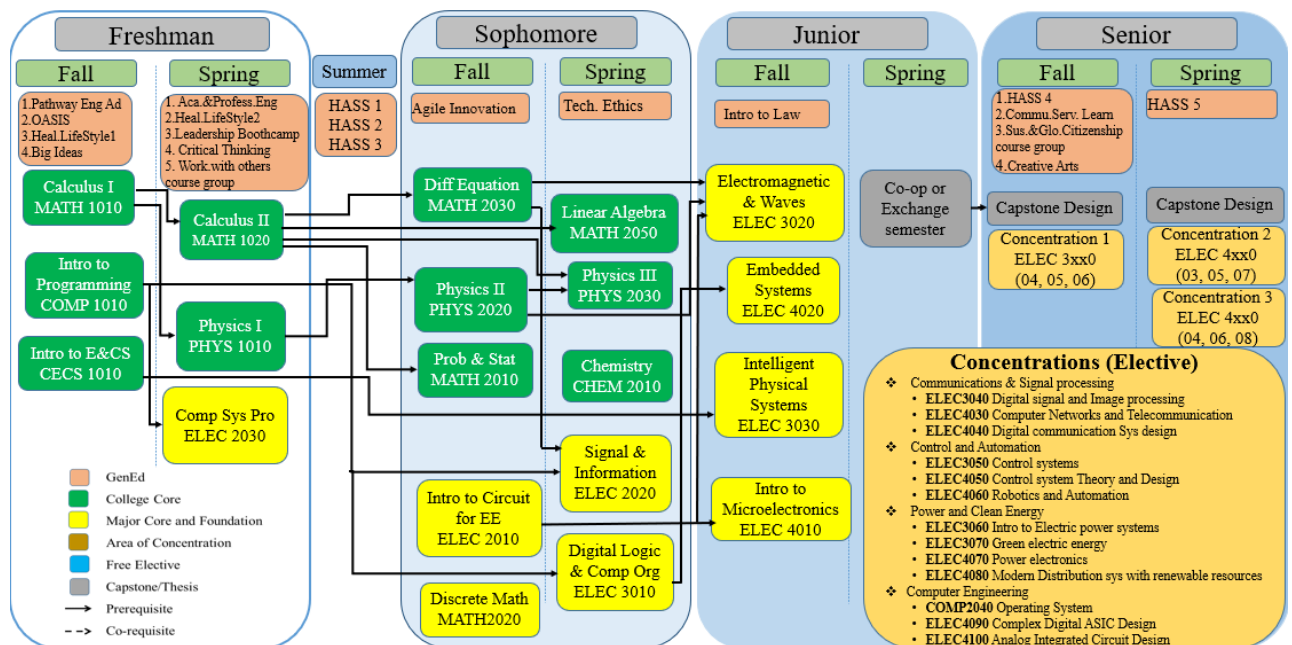 Freshman
Fall
Spring
1.Pathway Eng Ad
2.OASIS
3.Heal.LifeStyle1
4.Big Ideas
1. Aca.&Profess.Eng
2.Heal.LifeStyle2
3.Leadership Boothcamp
4. Critical Thinking
5. Work.with others
course group
Calculus I
MATH 1010
Calculus II
MATH 1020
Intro to
Programming
COMP 1010
Physics I
PHYS 1010
Intro to E&CS
CECS 1010
Comp Sys Pro
ELEC 2030
GenEd
College Core
Major Core and Foundation
Area of Concentration
Free Elective
Capstone/Thesis
Prerequisite
Co-requisite
Summer
HASS 1
HASS 2
HASS 3
Sophomore
Fall
Spring
Agile Innovation
Tech. Ethics
Diff Equation
MATH 2030
Linear Algebra
MATH 2050
Physics II
PHYS 2020
Physics III
PHYS 2030
Prob & Stat
MATH 2010
Chemistry
CHEM 2010
Signal &
Information
ELEC 2020
Intro to Circuit
for EE
ELEC 2010
Digital Logic
& Comp Org
ELEC 3010
Discrete Math
MATH2020
Junior
Fall
Spring
Intro to Law
Electromagnetic
& Waves
ELEC 3020
Co-op or
Exchange
semester
Embedded
Systems
ELEC 4020
Intelligent
Physical
Systems
ELEC 3030
Intro to
Microelectronics
ELEC 4010
Senior
Fall
Spring
1.HASS 4
2.Commu.Serv. Learn
3.Sus.&Glo.Citizenship
course group
4.Creative Arts
HASS 5
Capstone Design
Capstone Design
Concentration 1
ELEC 3xx0
(04, 05, 06)
Concentration 2
ELEC 4xx0
(03, 05, 07)
Concentration 3
ELEC 4xx0
(04, 06, 08)
Concentrations (Elective)
❖ Communications & Signal processing
• ELEC3040 Digital signal and Image processing
• ELEC4030 Computer Networks and Telecommunication
• ELEC4040 Digital communication Sys design
❖ Control and Automation
• ELEC3050 Control systems
• ELEC4050 Control system Theory and Design
• ELEC4060 Robotics and Automation
❖ Power and Clean Energy
• ELEC3060 Intro to Electric power systems
• ELEC3070 Green electric energy
• ELEC4070 Power electronics
• ELEC4080 Modern Distribution sys with renewable resources
❖ Computer Engineering
• COMP2040 Operating System
• ELEC4090 Complex Digital ASIC Design
• ELEC4100 Analog Integrated Circuit Design